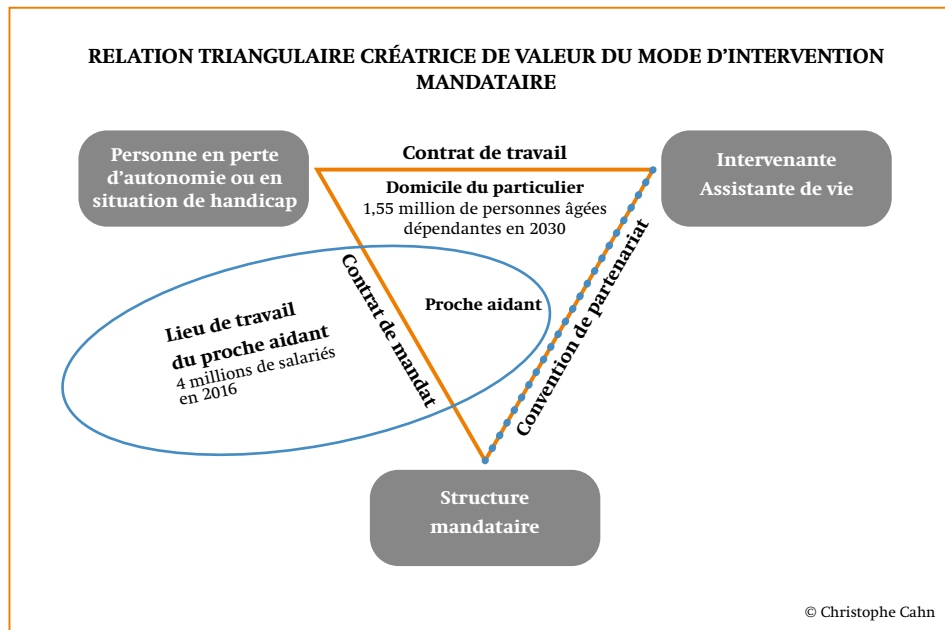 RELATION TRIANGULAIRE CRÉATRICE DE VALEUR DU MODE D'INTERVENTION
MANDATAIRE
Personne en perte
d'autonomie ou en
situation de handicap
Contrat de travail
Intervenante
Assistante de vie
Domicile du particulier
1,55 million de personnes âgées
dépendantes en 2030
Contrat de mandat
Proche aidant
Convention de partenariat
Lieu de travail
du proche aidant
4 millions de salariés
en 2016
Structure
mandataire
© Christophe Cahn